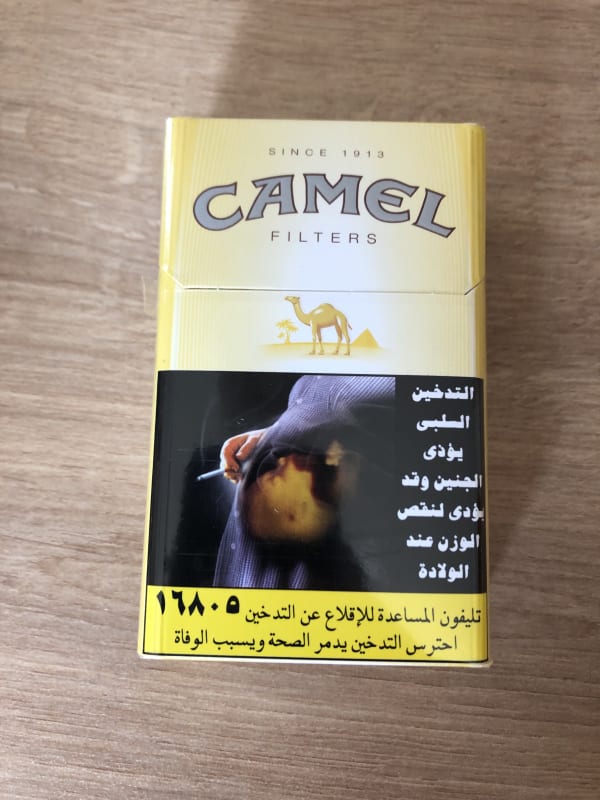 SINCE 1913
CAMEL
FILTERS
التدخين
السلبى
يؤذى
الجنين وقد
يؤدى لنقص
الوزن عند
الولادة
تليفون المساعدة للإقلاع عن التدخين ١٦٨٠٥
احترس التدخين يدمر الصحة ويسبب الوفاة